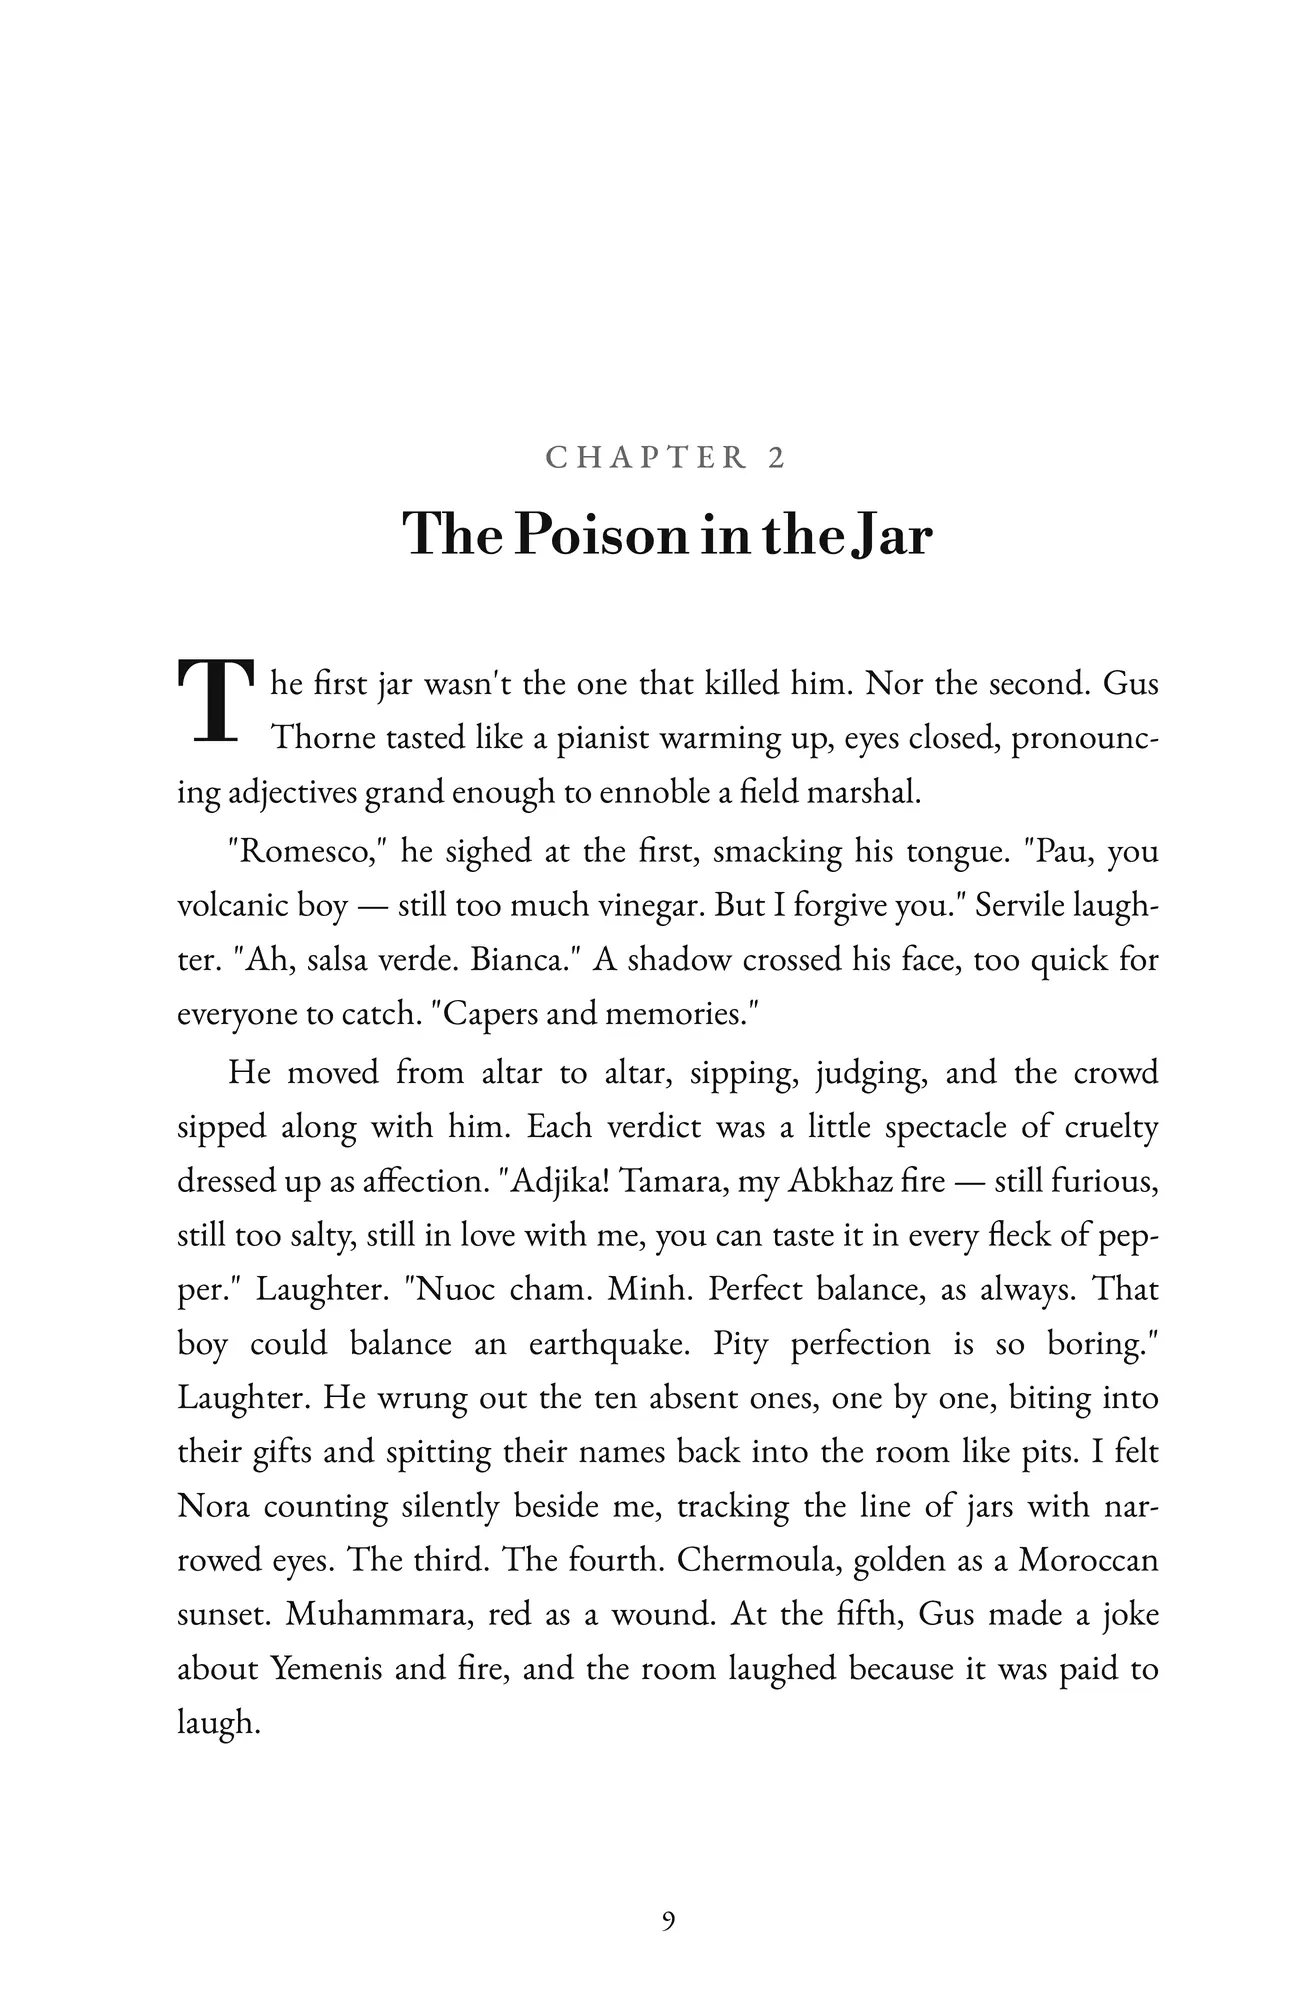 CHAPTER 2
The Poison in the Jar
The first jar wasn't the one that killed him. Nor the second. Gus
Thorne tasted like a pianist warming up, eyes closed, pronounc-
ing adjectives grand enough to ennoble a field marshal.
"Romesco," he sighed at the first, smacking his tongue. "Pau, you
volcanic boy — still too much vinegar. But I forgive you." Servile laugh-
ter. "Ah, salsa verde. Bianca." A shadow crossed his face, too quick for
everyone to catch. "Capers and memories."
He moved from altar to altar, sipping, judging, and the crowd
sipped along with him. Each verdict was a little spectacle of cruelty
dressed up as affection. "Adjika! Tamara, my Abkhaz fire — still furious,
still too salty, still in love with me, you can taste it in every fleck of pep-
per." Laughter. "Nuoc cham. Minh. Perfect balance, as always. That
boy could balance an earthquake. Pity perfection is so boring."
Laughter. He wrung out the ten absent ones, one by one, biting into
their gifts and spitting their names back into the room like pits. I felt
Nora counting silently beside me, tracking the line of jars with nar-
rowed eyes. The third. The fourth. Chermoula, golden as a Moroccan
sunset. Muhammara, red as a wound. At the fifth, Gus made a joke
about Yemenis and fire, and the room laughed because it was paid to
laugh.
9